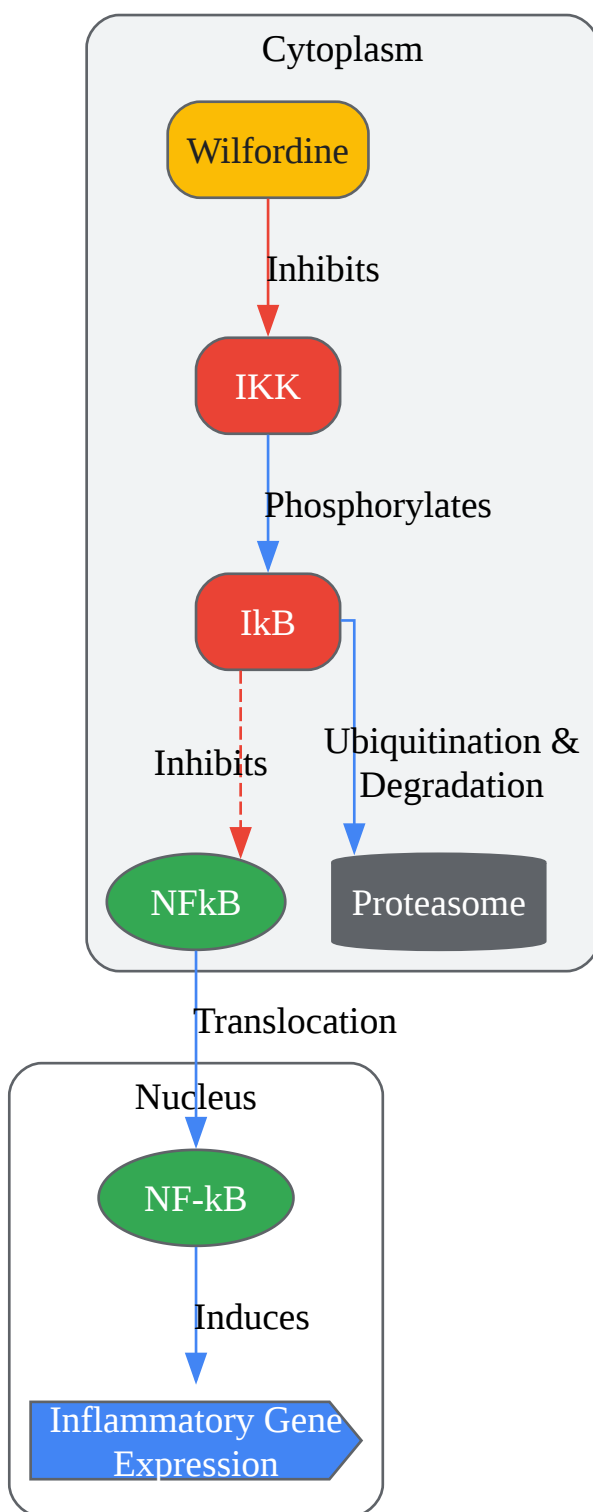 Cytoplasm
Wilfordine
Inhibits
IKK
Phosphorylates
IkB
Ubiquitination &
Degradation
Inhibits
NFkB
Proteasome
Translocation
Nucleus
NF-kB
Induces
Inflammatory Gene
Expression